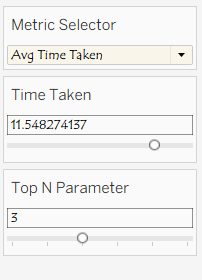 Metric Selector
Avg Time Taken
Time Taken
11.548274137
Top N Parameter
3